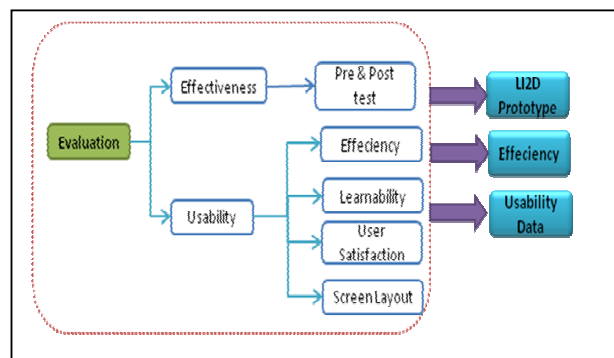 Evaluation
Effectiveness
Pre & Post
test
Usability
Effeciency
Learnability
User
Satisfaction
Screen Layout
LI2D
Prototype
Effeciency
Usability
Data